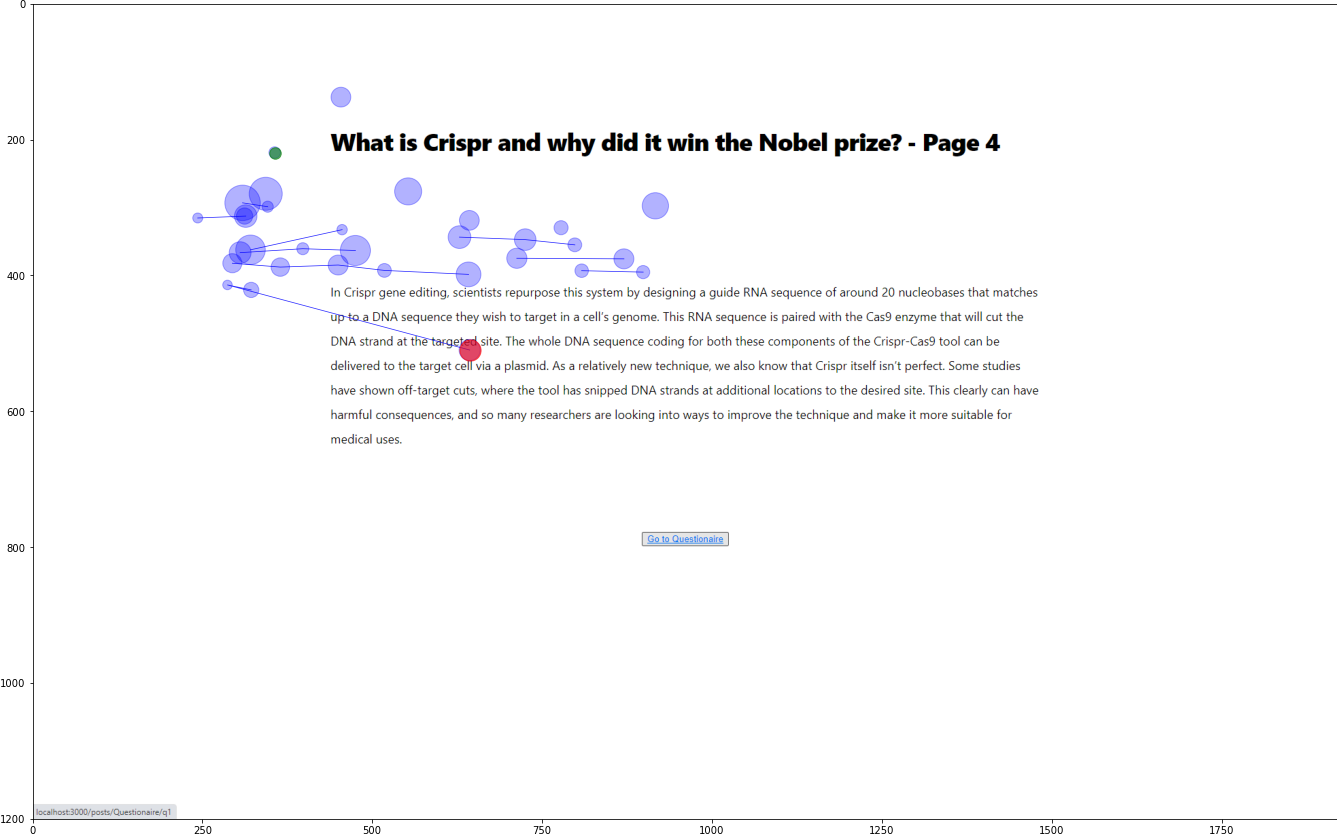 0
200
What is Crispr and why did it win the Nobel prize? - Page 4
400
In Crispr gene editing, scientists repurpose this system by designing a guide RNA sequence of around 20 nucleobases that matches
up to a DNA sequence they wish to target in a cell's genome. This RNA sequence is paired with the Cas9 enzyme that will cut the
DNA strand at the targeted site. The whole DNA sequence coding for both these components of the Crispr-Cas9 tool can be
delivered to the target cell via a plasmid. As a relatively new technique, we also know that Crispr itself isn't perfect. Some studies
have shown off-target cuts, where the tool has snipped DNA strands at additional locations to the desired site. This clearly can have
600
harmful consequences, and so many researchers are looking into ways to improve the technique and make it more suitable for
medical uses.
Go to Questionaire
800
1000
localhost:3000/posts/Questionaire/q1
1200
0 250 500 750 1000 1250 1500 1750